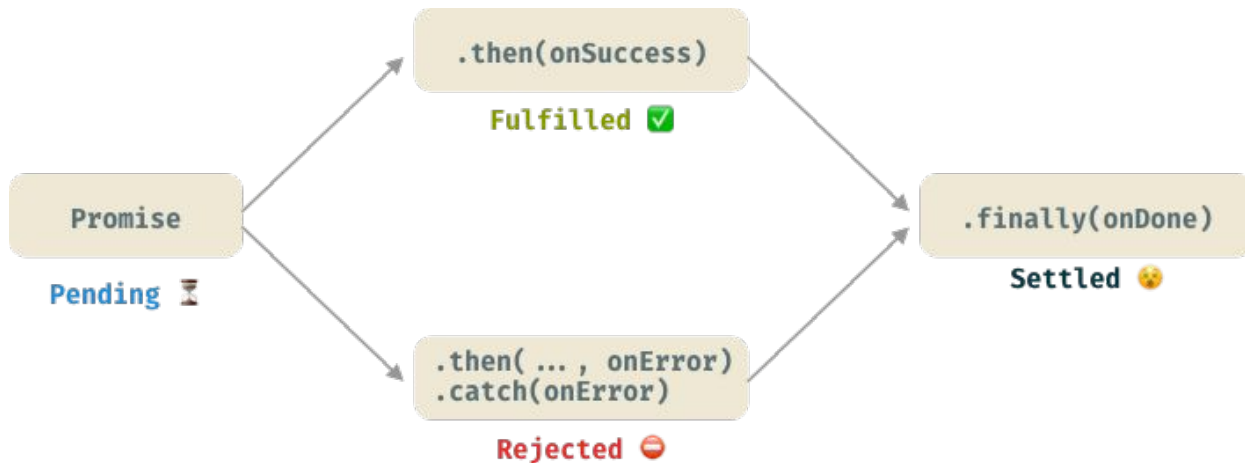 .then(onSuccess)
Fulfilled ✅
Promise
Pending ⏳
.finally(onDone)
Settled 😵
.then( ... , onError)
.catch(onError)
Rejected ⛔